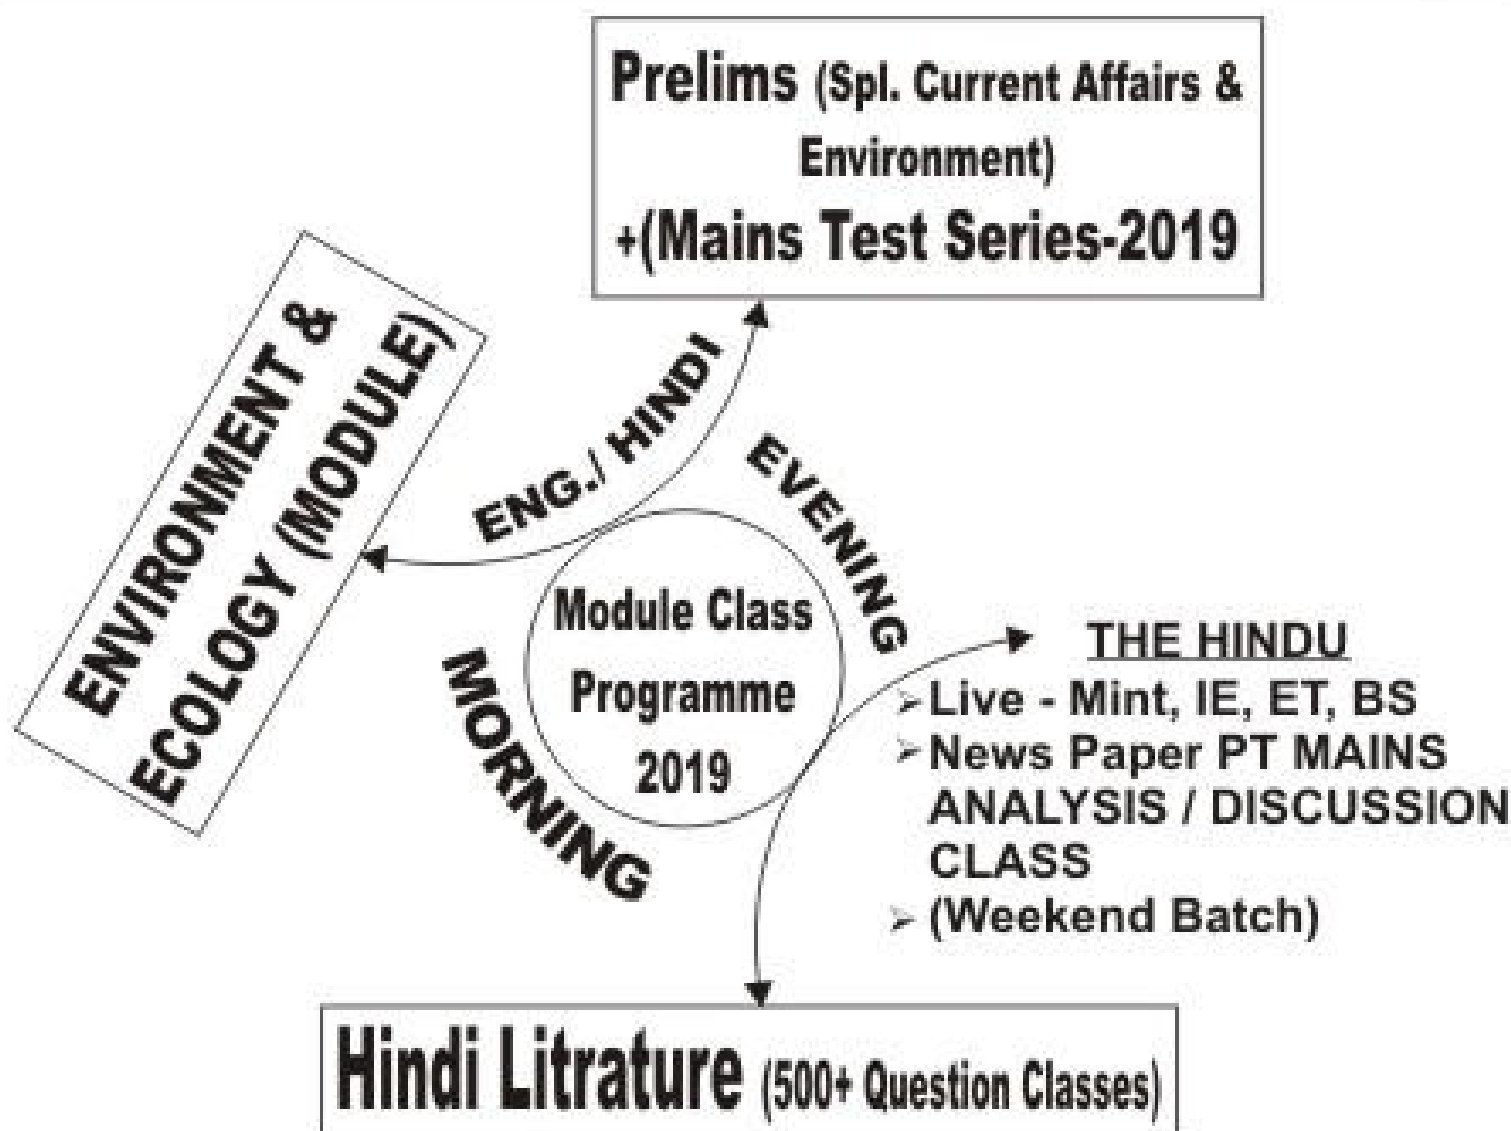 Prelims (Spl. Current Affairs &
Environment)
+(Mains Test Series-2019
ENVIRONMENT &
ECOLOGY (MODULE)
ENG./ HINDI
EVENING
MORNING
Module Class
Programme
2019
THE HINDU
➢ Live - Mint, IE, ET, BS
➢ News Paper PT MAINS
ANALYSIS / DISCUSSION
CLASS
➢ (Weekend Batch)
Hindi Litrature (500+ Question Classes)